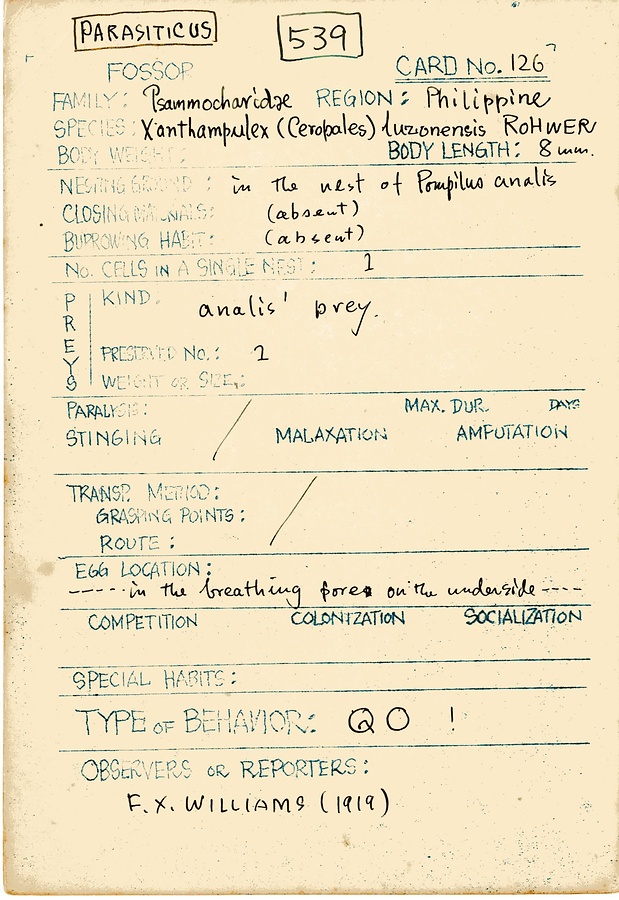 PARASITICUS 539
FOSSOR CARD No. 126
FAMILY: Psammocharidae REGION: Philippine
SPECIES: Xanthampulex (Ceropales) luzonensis ROHWER
BODY WEIGHT: BODY LENGTH: 8 mm.
NESTING GROUND: in the nest of Pompilus analis
CLOSING MATERIALS: (absent)
BURROWING HABIT: (absent)
No. CELLS IN A SINGLE NEST: 1
PREYS
KIND: analis' prey.
PRESERVED No.: 1
WEIGHT OR SIZE:
PARALYSIS: MAX. DUR. DAYS
STINGING / MALAXATION AMPUTATION
TRANSP. METHOD: /
GRASPING POINTS:
ROUTE:
EGG LOCATION:
-----in the breathing pores on the underside----
COMPETITION COLONIZATION SOCIALIZATION
SPECIAL HABITS:
TYPE OF BEHAVIOR: QO !
OBSERVERS OR REPORTERS:
F. X. WILLIAMS (1919)